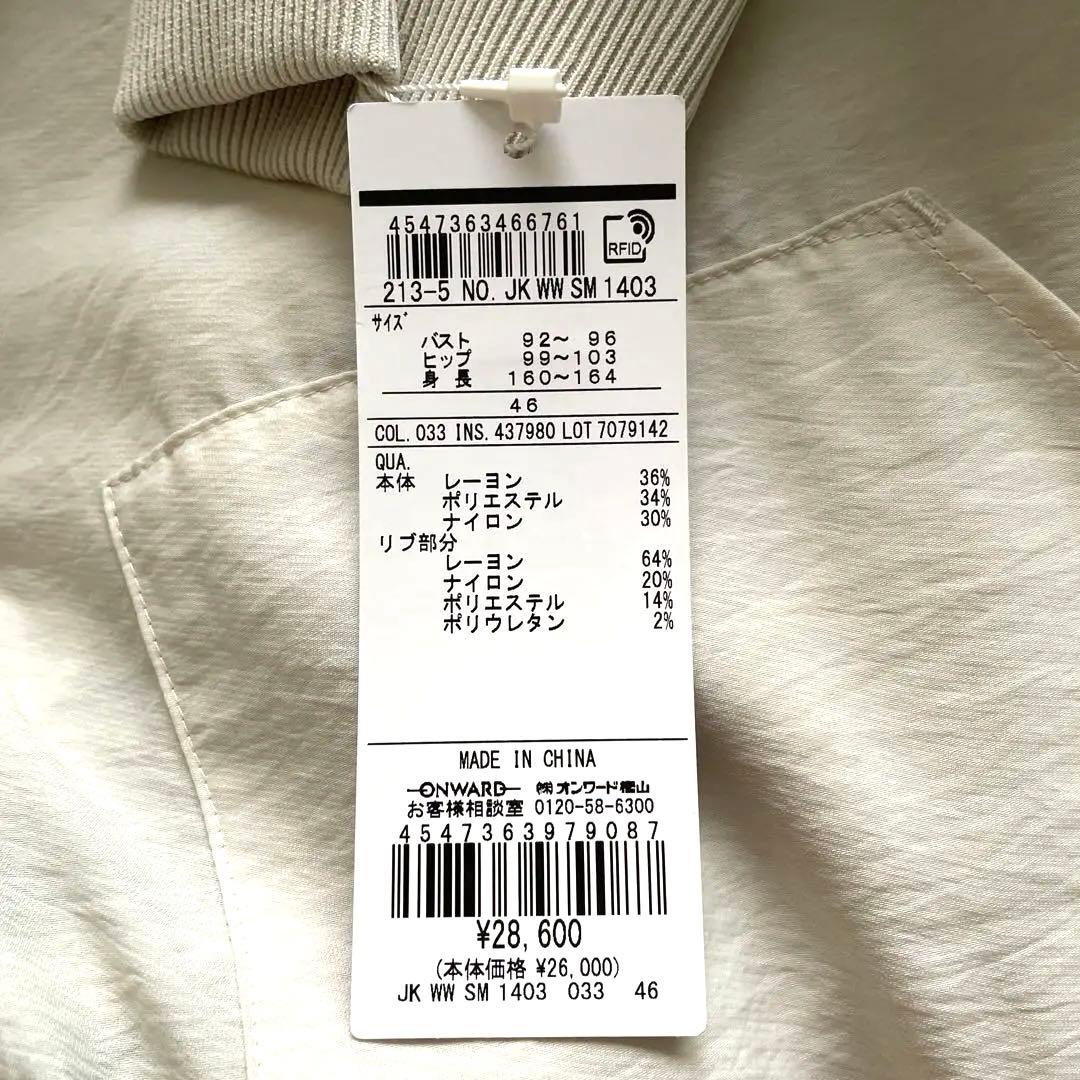 4547363466761
RFID
213-5 NO. JK WW SM 1403
サイズ
バスト 92～ 96
ヒップ 99～103
身 長 160～164
46
COL. 033 INS. 437980 LOT 7079142
QUA.
本体 レーヨン 36%
ポリエステル 34%
ナイロン 30%
リブ部分
レーヨン 64%
ナイロン 20%
ポリエステル 14%
ポリウレタン 2%
MADE IN CHINA
ONWARD ㈱オンワード樫山
お客様相談室 0120-58-6300
4547363979087
¥28,600
(本体価格 ¥26,000)
JK WW SM 1403 033 46